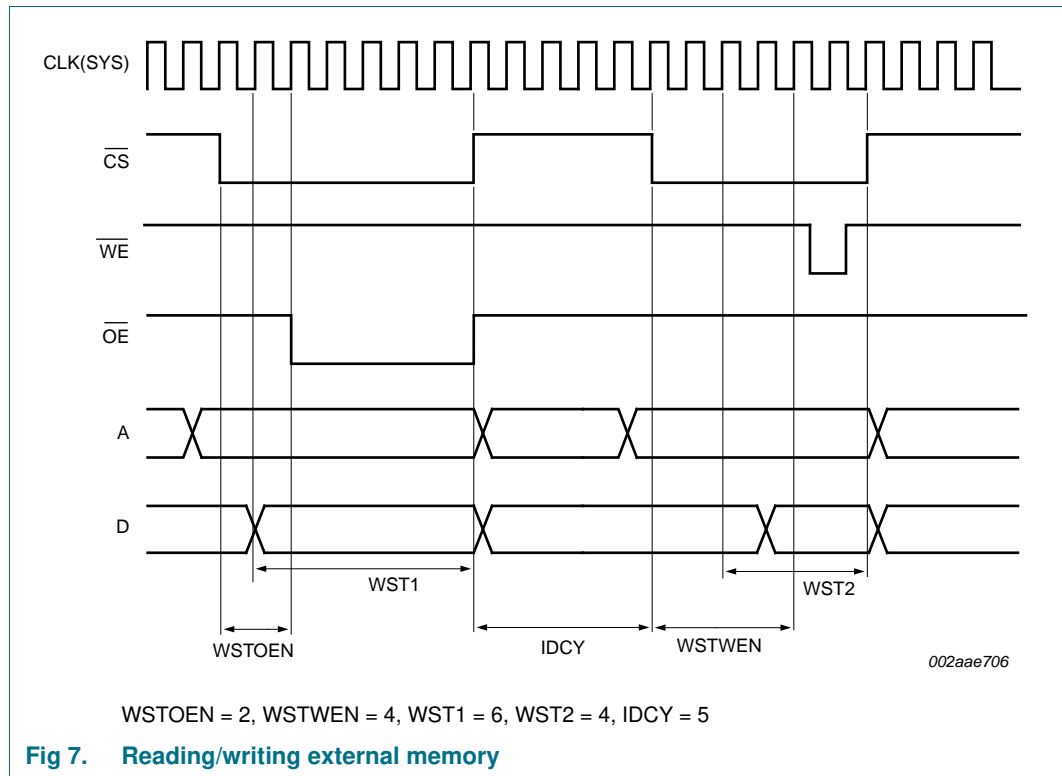 CLK(SYS)
CS
WE
OE
A
D
WST1
WST2
WSTOEN
IDCY
WSTWEN
002aae706
WSTOEN = 2, WSTWEN = 4, WST1 = 6, WST2 = 4, IDCY = 5
Fig 7. Reading/writing external memory